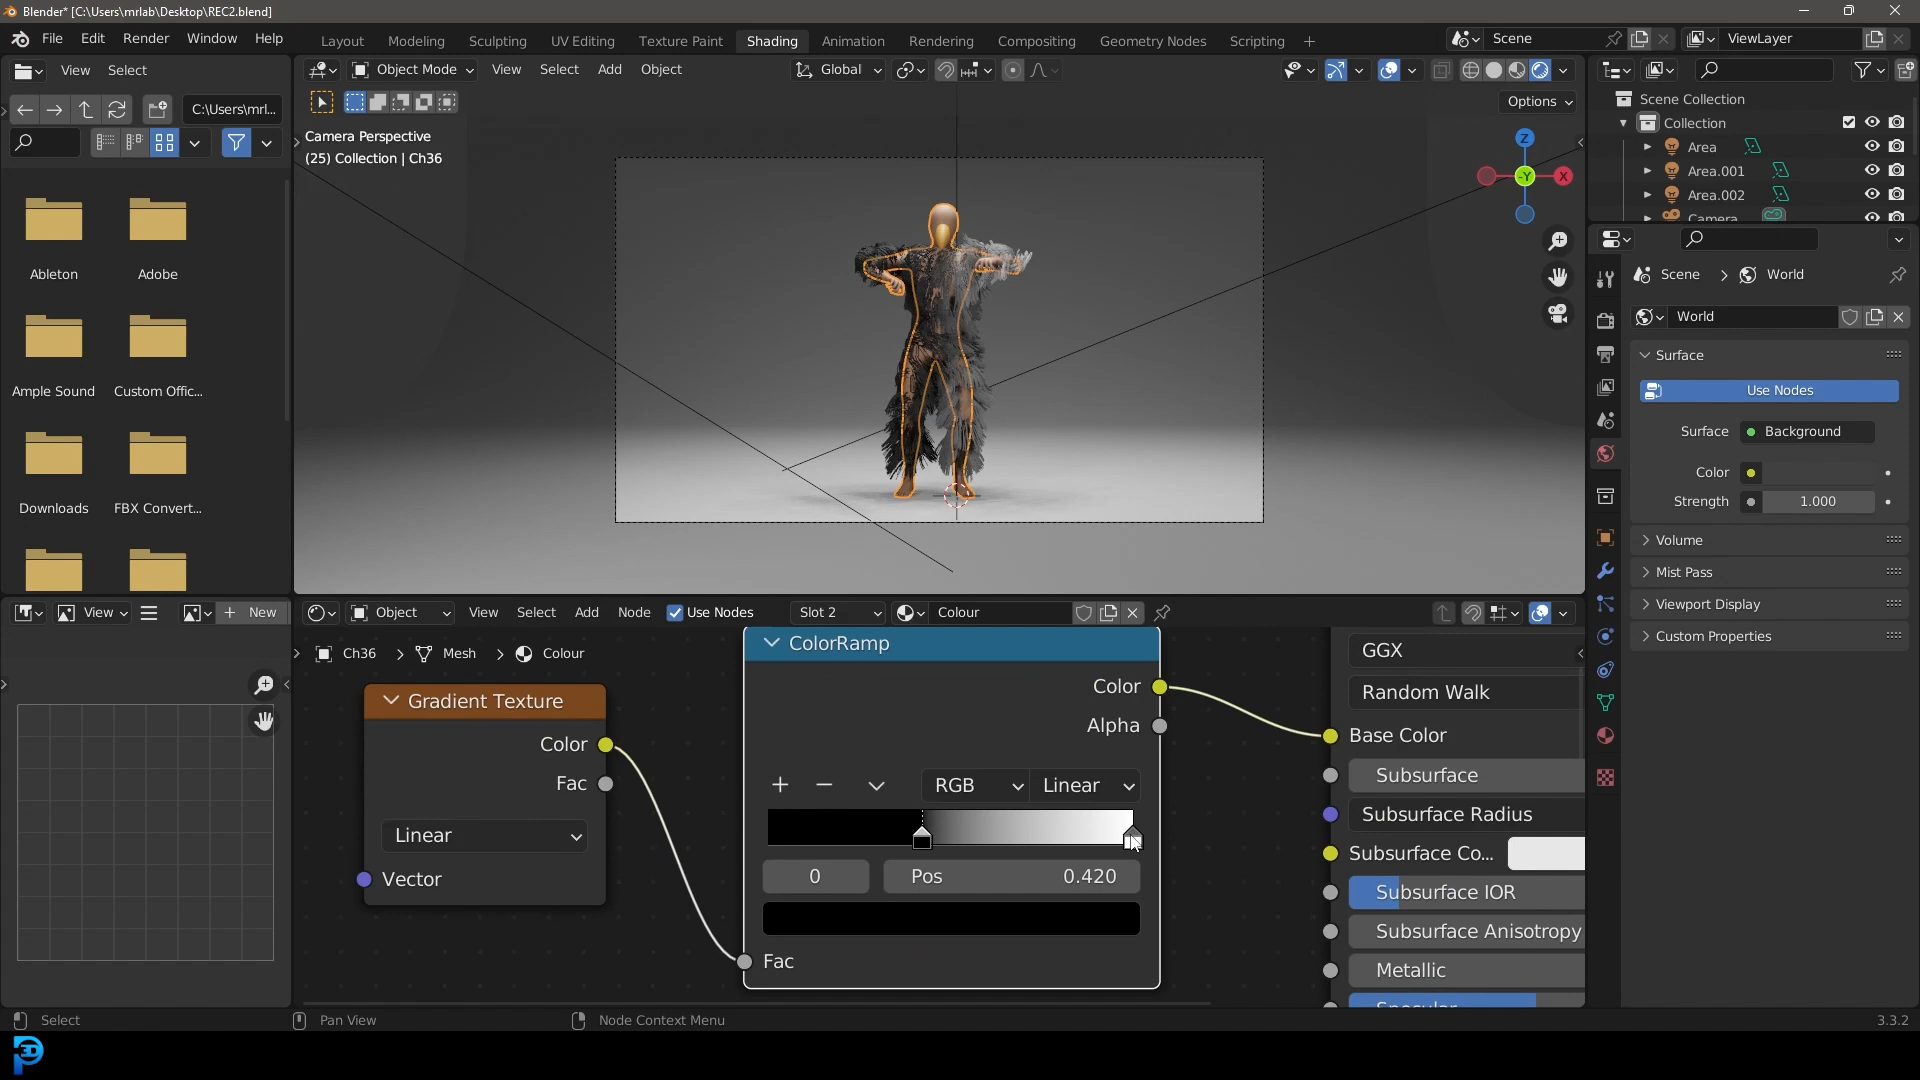 Blender* [C:\Users\mrlab\Desktop\REC2.blend]
File Edit Render Window Help
Layout Modeling Sculpting UV Editing Texture Paint Shading Animation Rendering Compositing Geometry Nodes Scripting +
Scene
ViewLayer
View Select
Object Mode View Select Add Object
Global
C:\Users\mrl...
Options
Camera Perspective
(25) Collection | Ch36
Z
-Y
X
Ableton Adobe
Ample Sound Custom Offic...
Downloads FBX Convert...
Scene Collection
Collection
Area
Area.001
Area.002
Camera
Scene > World
World
Surface
Use Nodes
Surface Background
Color
Strength 1.000
Volume
Mist Pass
Viewport Display
Custom Properties
View
+ New
Object View Select Add Node Use Nodes Slot 2 Colour
Ch36 > Mesh > Colour
Gradient Texture
Color
Fac
Linear
Vector
ColorRamp
Color
Alpha
+ − RGB Linear
0 Pos 0.420
Fac
GGX
Random Walk
Base Color
Subsurface
Subsurface Radius
Subsurface Co...
Subsurface IOR
Subsurface Anisotropy
Metallic
Specular
Select Pan View Node Context Menu 3.3.2